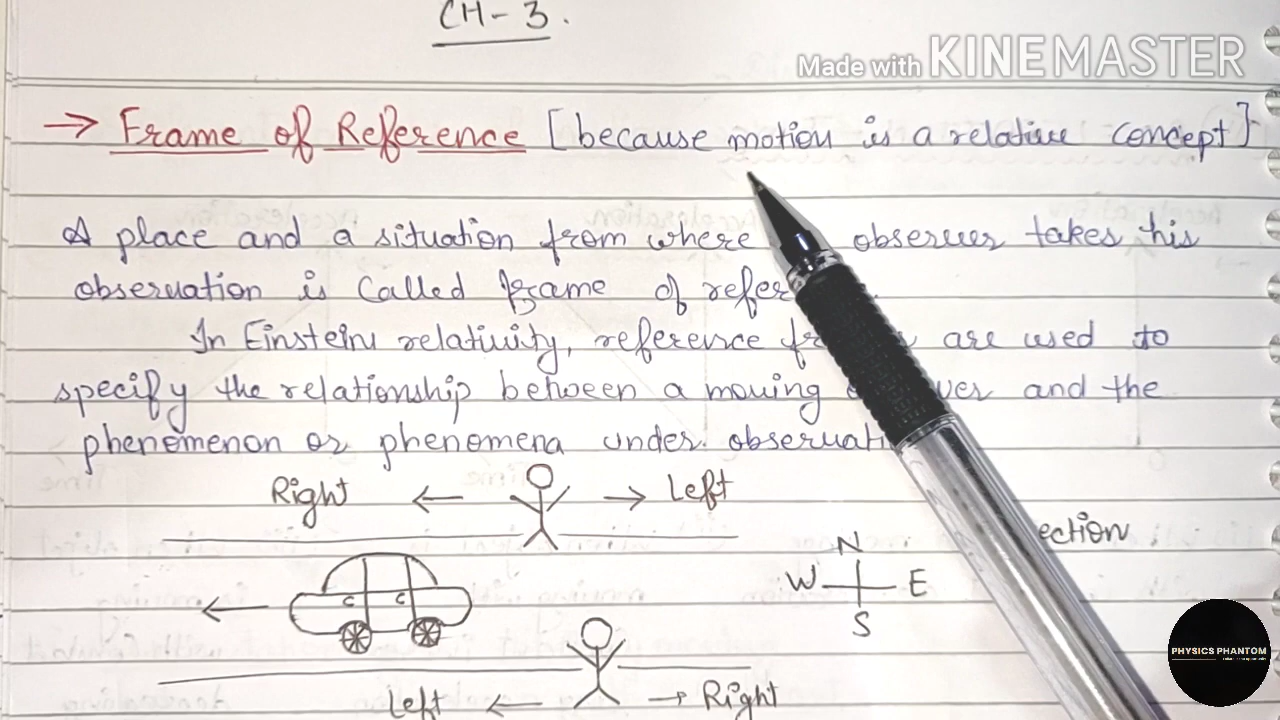 CH-3.
Made with KINEMASTER
→ Frame of Reference [because motion is a relative concept]
A place and a situation from where observer takes his
observation is called frame of refer
In Einstein relativity, reference fr are used to
specify the relationship between a moving ver and the
phenomenon or phenomena under observati
Right ← → Left
ection
N
W E
S
←
c c
PHYSICS PHANTOM
Left ← → Right